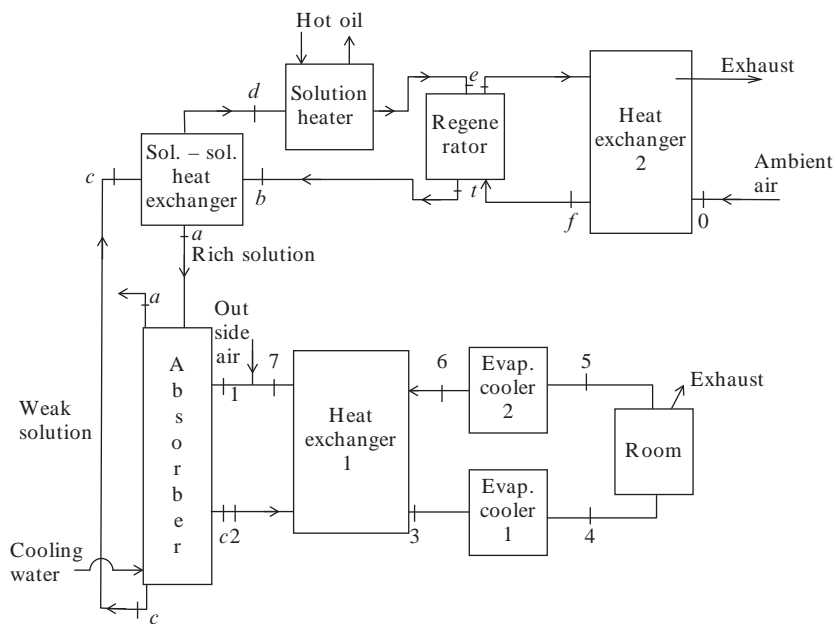 Hot oil
Solution
heater
d
e
Regene
rator
Heat
exchanger
2
Exhaust
Ambient
air
Sol. – sol.
heat
exchanger
c
b
t
f
0
a
Rich solution
a
Out
side
air
7
1
A
b
s
o
r
b
e
r
Heat
exchanger
1
6
Evap.
cooler
2
5
Exhaust
Room
Weak
solution
c
2
3
Evap.
cooler
1
4
Cooling
water
c